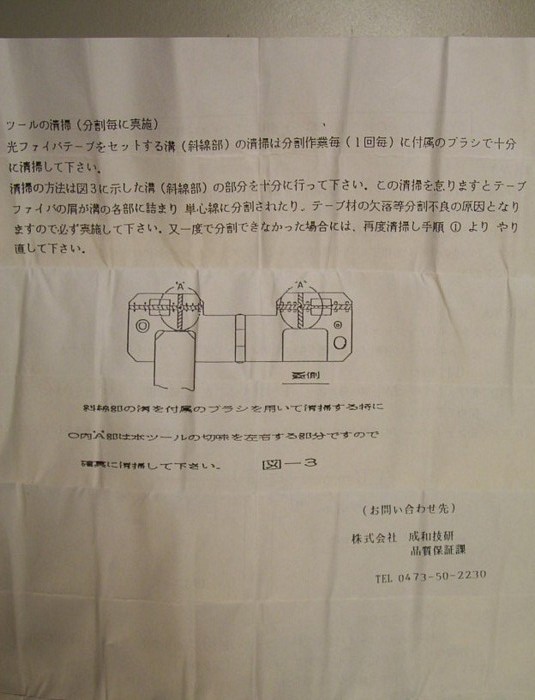 ツールの清掃(分割毎に実施)
光ファイバテープをセットする溝(斜線部)の清掃は分割作業毎(1回毎)に付属のブラシで十分
に清掃して下さい。
清掃の方法は図3に示した溝(斜線部)の部分を十分に行って下さい。この清掃を怠りますとテープ
ファイバの屑が溝の各部に詰まり 単心線に分割されたり、テープ材の欠落等分割不良の原因となり
ますので必ず実施して下さい。又一度で分割できなかった場合には、再度清掃し手順 ① より やり
直して下さい。
"A" "A"
裏側
斜線部の溝を付属のブラシを用いて清掃する特に
○内"A"部は本ツールの切味を左右する部分ですので
確実に清掃して下さい。 図-3
(お問い合わせ先)
株式会社 成和技研
品質保証課
TEL 0473-50-2230